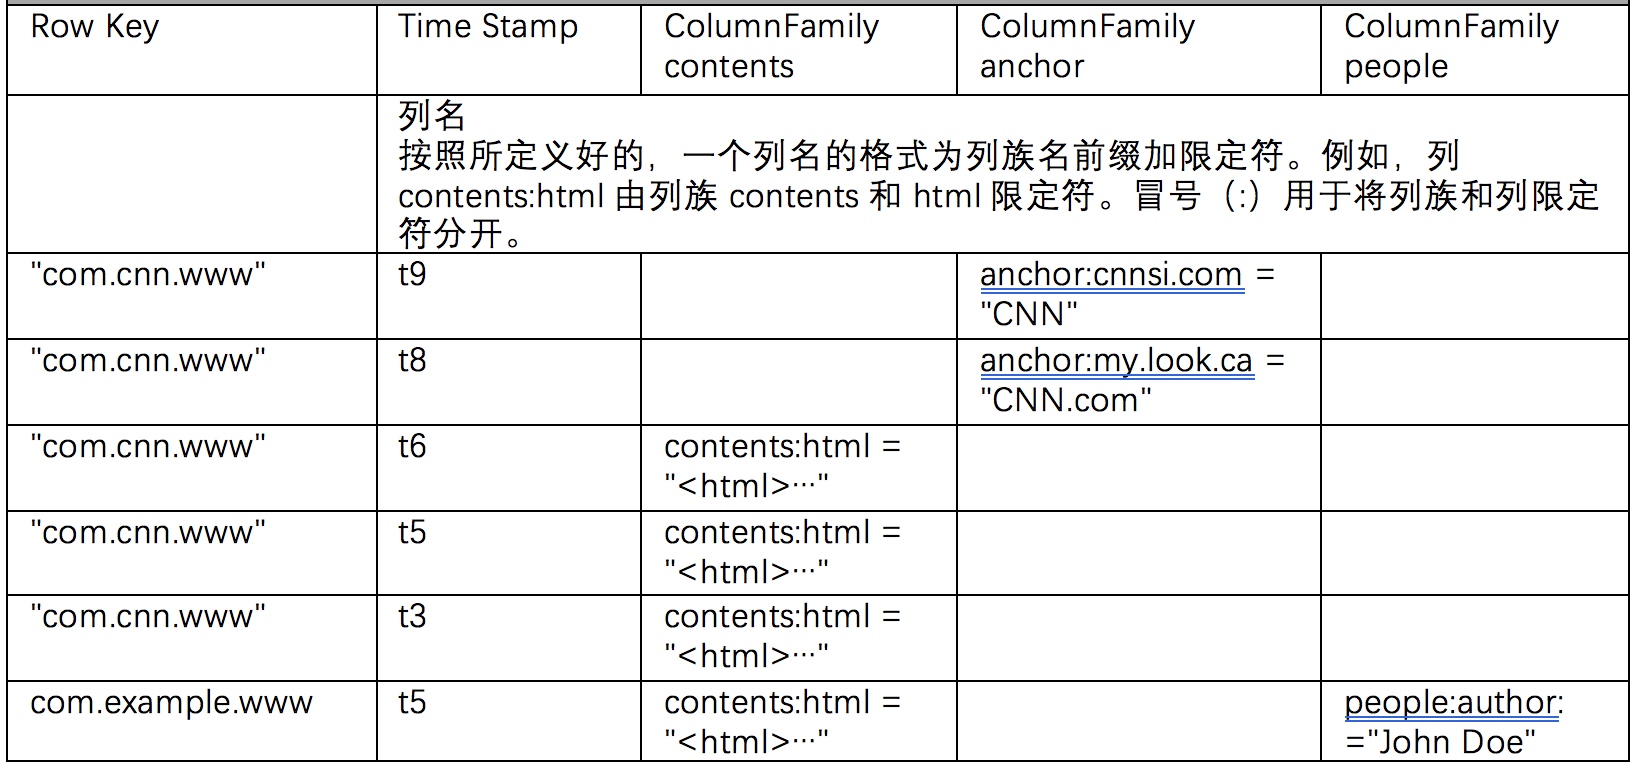 Row Key
Time Stamp
ColumnFamily
contents
ColumnFamily
anchor
ColumnFamily
people
列名
按照所定义好的，一个列名的格式为列族名前缀加限定符。例如，列
contents:html 由列族 contents 和 html 限定符。冒号（:）用于将列族和列限定
符分开。
"com.cnn.www"
t9
anchor:cnnsi.com =
"CNN"
"com.cnn.www"
t8
anchor:my.look.ca =
"CNN.com"
"com.cnn.www"
t6
contents:html =
"<html>…"
"com.cnn.www"
t5
contents:html =
"<html>…"
"com.cnn.www"
t3
contents:html =
"<html>…"
com.example.www
t5
contents:html =
"<html>…"
people:author:
="John Doe"